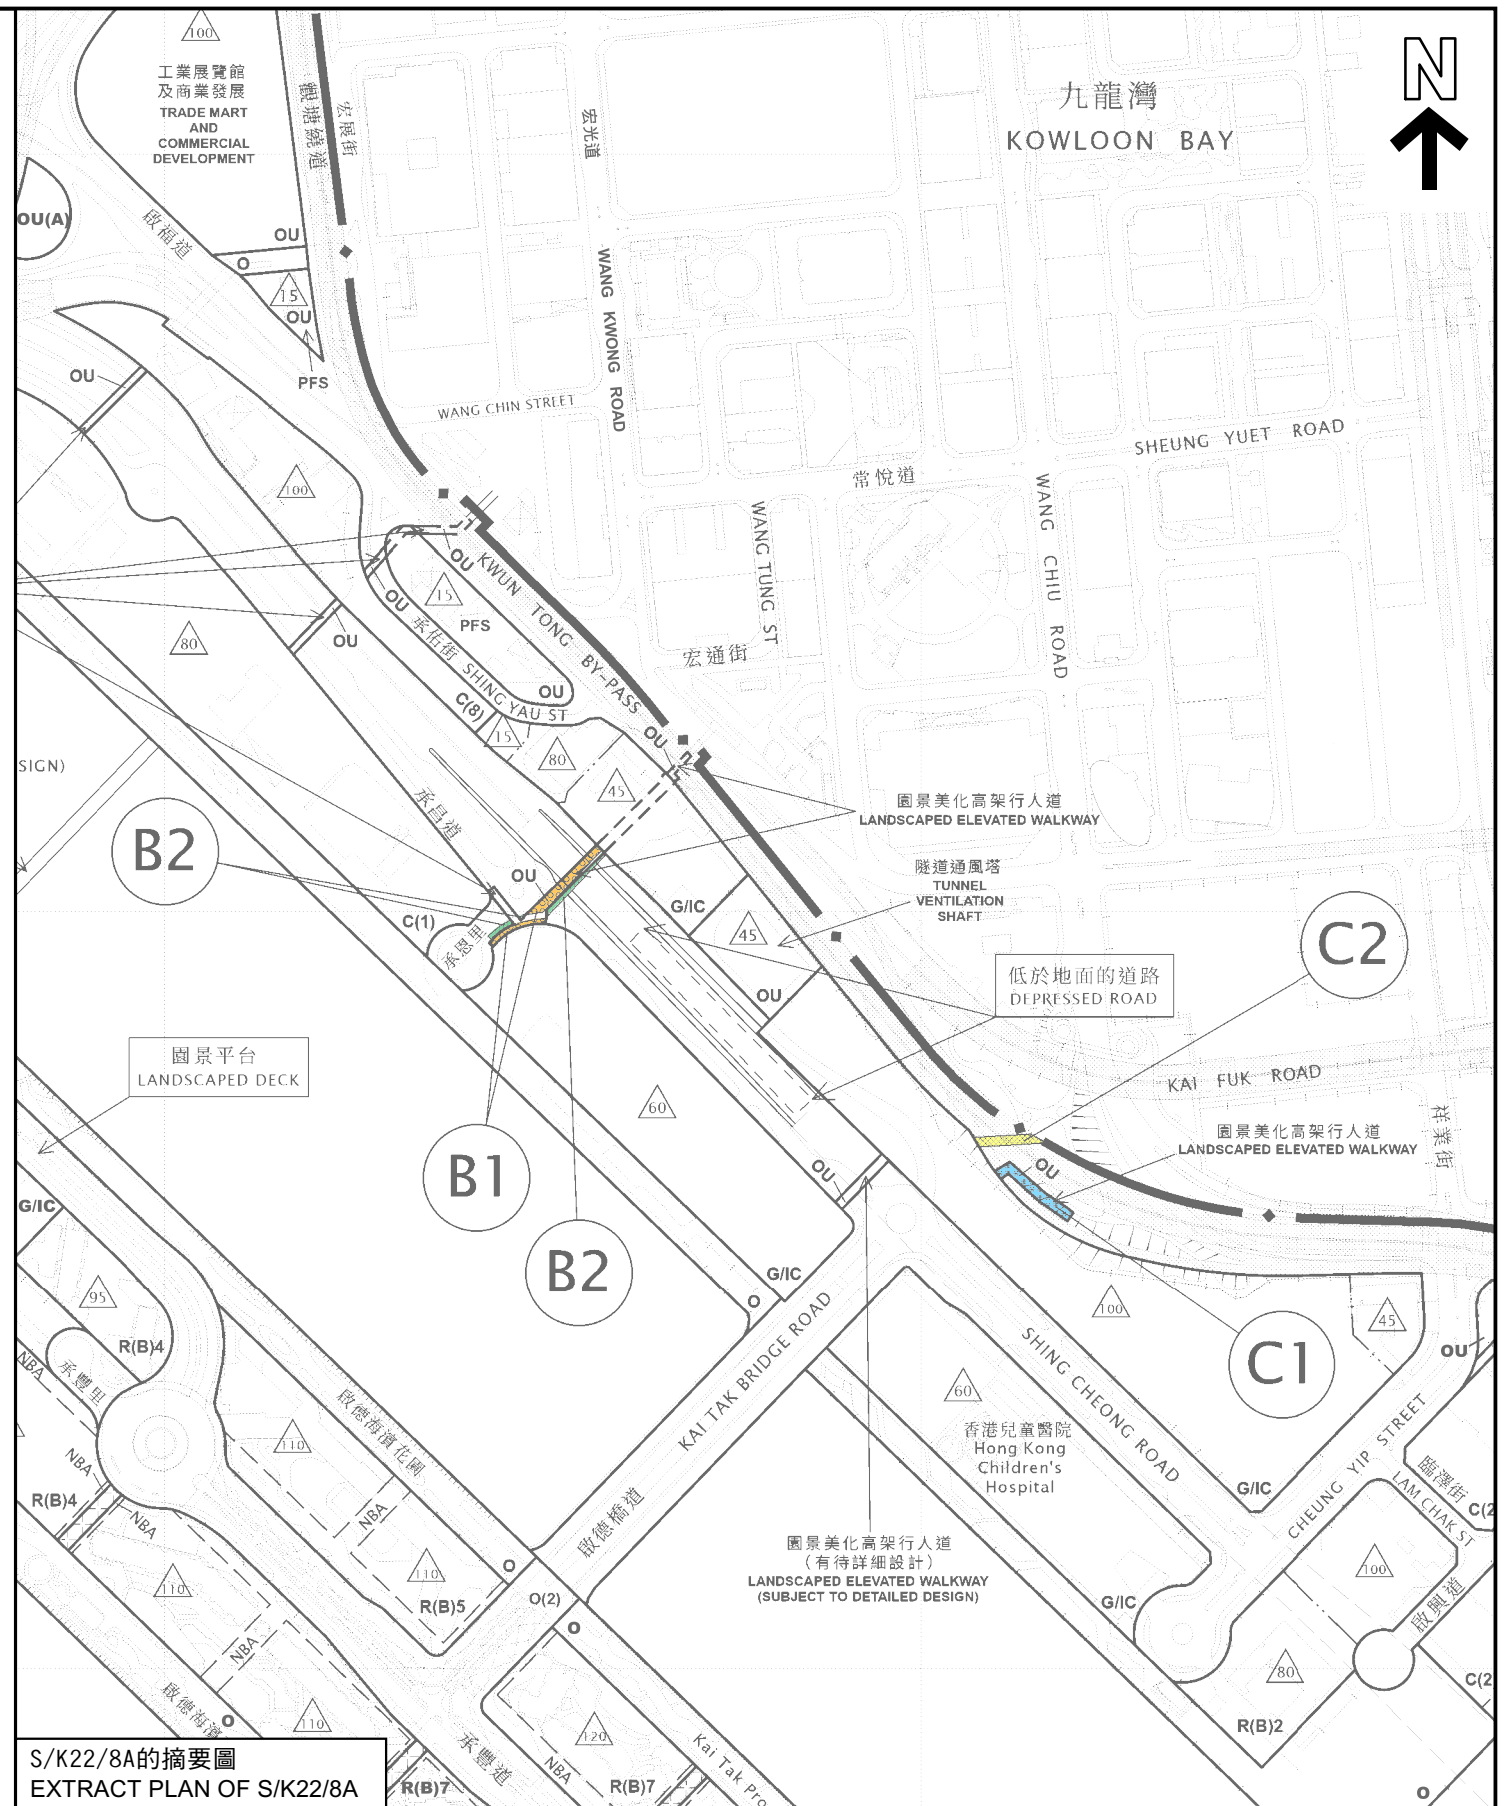 100
工業展覽館
及商業發展
TRADE MART
AND
COMMERCIAL
DEVELOPMENT
觀塘繞道
宏展街
宏光道
九龍灣
KOWLOON BAY
N
OU(A)
啟福道
OU
O
15
OU
PFS
WANG KWONG ROAD
OU
WANG CHIN STREET
SHEUNG YUET ROAD
常悅道
100
WANG TUNG ST
WANG CHIU ROAD
OU
KWUN TONG BY-PASS
15
PFS
OU
承佑街 SHING YAU ST
OU
80
宏通街
OU
C(8)
15
80
OU
45
SIGN)
承昌道
園景美化高架行人道
LANDSCAPED ELEVATED WALKWAY
B2
隧道通風塔
TUNNEL
VENTILATION
SHAFT
OU
G/IC
C(1)
承恩里
45
C2
低於地面的道路
DEPRESSED ROAD
OU
園景平台
LANDSCAPED DECK
KAI FUK ROAD
60
祥業街
園景美化高架行人道
LANDSCAPED ELEVATED WALKWAY
B1
OU
OU
G/IC
B2
G/IC
O
95
100
45
R(B)4
NBA
承豐里
KAI TAK BRIDGE ROAD
SHING CHEONG ROAD
C1
OU
60
啟德海濱花園
香港兒童醫院
Hong Kong
Children's
Hospital
110
NBA
CHEUNG YIP STREET
臨澤街
LAM CHAK ST
R(B)4
NBA
NBA
G/IC
C(2
啟德橋道
園景美化高架行人道
(有待詳細設計)
LANDSCAPED ELEVATED WALKWAY
(SUBJECT TO DETAILED DESIGN)
O
110
110
100
R(B)5
O(2)
G/IC
啟興道
O
NBA
80
C(2
啟德海濱
O
110
120
R(B)2
承豐道
NBA
Kai Tak Pro
R(B)7
R(B)7
O
S/K22/8A的摘要圖
EXTRACT PLAN OF S/K22/8A